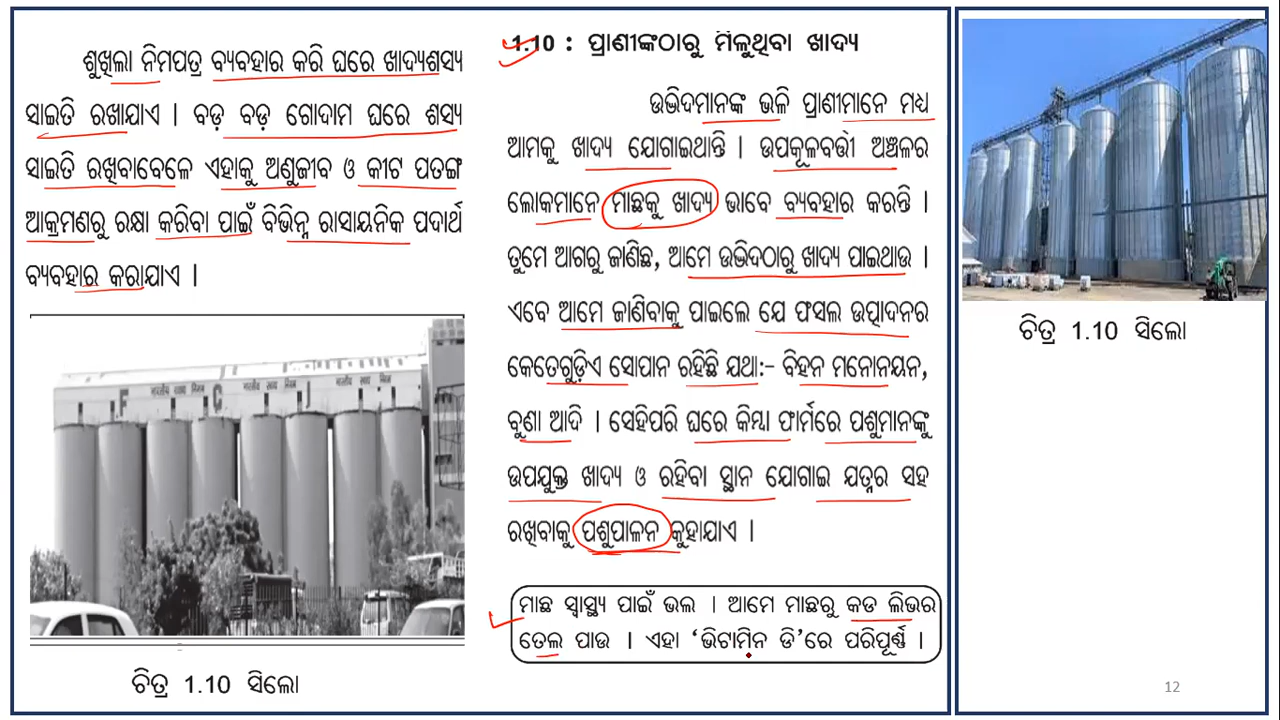 ଶୁଖିଲା ନିମପତ୍ର ବ୍ୟବହାର କରି ଘରେ ଖାଦ୍ୟଶସ୍ୟ
ସାଇତି ରଖାଯାଏ । ବଡ଼ ବଡ଼ ଗୋଦାମ ଘରେ ଶସ୍ୟ
ସାଇତି ରଖିବାବେଳେ ଏହାକୁ ଅଣୁଜୀବ ଓ କୀଟ ପତଙ୍ଗ
ଆକ୍ରମଣରୁ ରକ୍ଷା କରିବା ପାଇଁ ବିଭିନ୍ନ ରାସାୟନିକ ପଦାର୍ଥ
ବ୍ୟବହାର କରାଯାଏ ।
F C I
ଚିତ୍ର 1.10 ସିଲୋ
1.10 : ପ୍ରାଣୀଙ୍କଠାରୁ ମିଳୁଥିବା ଖାଦ୍ୟ
ଉଦ୍ଭିଦମାନଙ୍କ ଭଳି ପ୍ରାଣୀମାନେ ମଧ୍ୟ
ଆମକୁ ଖାଦ୍ୟ ଯୋଗାଇଥାନ୍ତି । ଉପକୂଳବର୍ତ୍ତୀ ଅଞ୍ଚଳର
ଲୋକମାନେ ମାଛକୁ ଖାଦ୍ୟ ଭାବେ ବ୍ୟବହାର କରନ୍ତି ।
ତୁମେ ଆଗରୁ ଜାଣିଛ, ଆମେ ଉଦ୍ଭିଦଠାରୁ ଖାଦ୍ୟ ପାଇଥାଉ ।
ଏବେ ଆମେ ଜାଣିବାକୁ ପାଇଲେ ଯେ ଫସଲ ଉତ୍ପାଦନର
କେତେଗୁଡ଼ିଏ ସୋପାନ ରହିଛି ଯଥା:- ବିହନ ମନୋନୟନ,
ବୁଣା ଆଦି । ସେହିପରି ଘରେ କିମ୍ଭା ଫାର୍ମରେ ପଶୁମାନଙ୍କୁ
ଉପଯୁକ୍ତ ଖାଦ୍ୟ ଓ ରହିବା ସ୍ଥାନ ଯୋଗାଇ ଯତ୍ନର ସହ
ରଖିବାକୁ ପଶୁପାଳନ କୁହାଯାଏ ।
ମାଛ ସ୍ୱାସ୍ଥ୍ୟ ପାଇଁ ଭଲ । ଆମେ ମାଛରୁ କଡ ଲିଭର
ତେଲ ପାଉ । ଏହା ‘ଭିଟାମିନ ଡି’ରେ ପରିପୂର୍ଣ୍ଣ ।
ଚିତ୍ର 1.10 ସିଲୋ
12